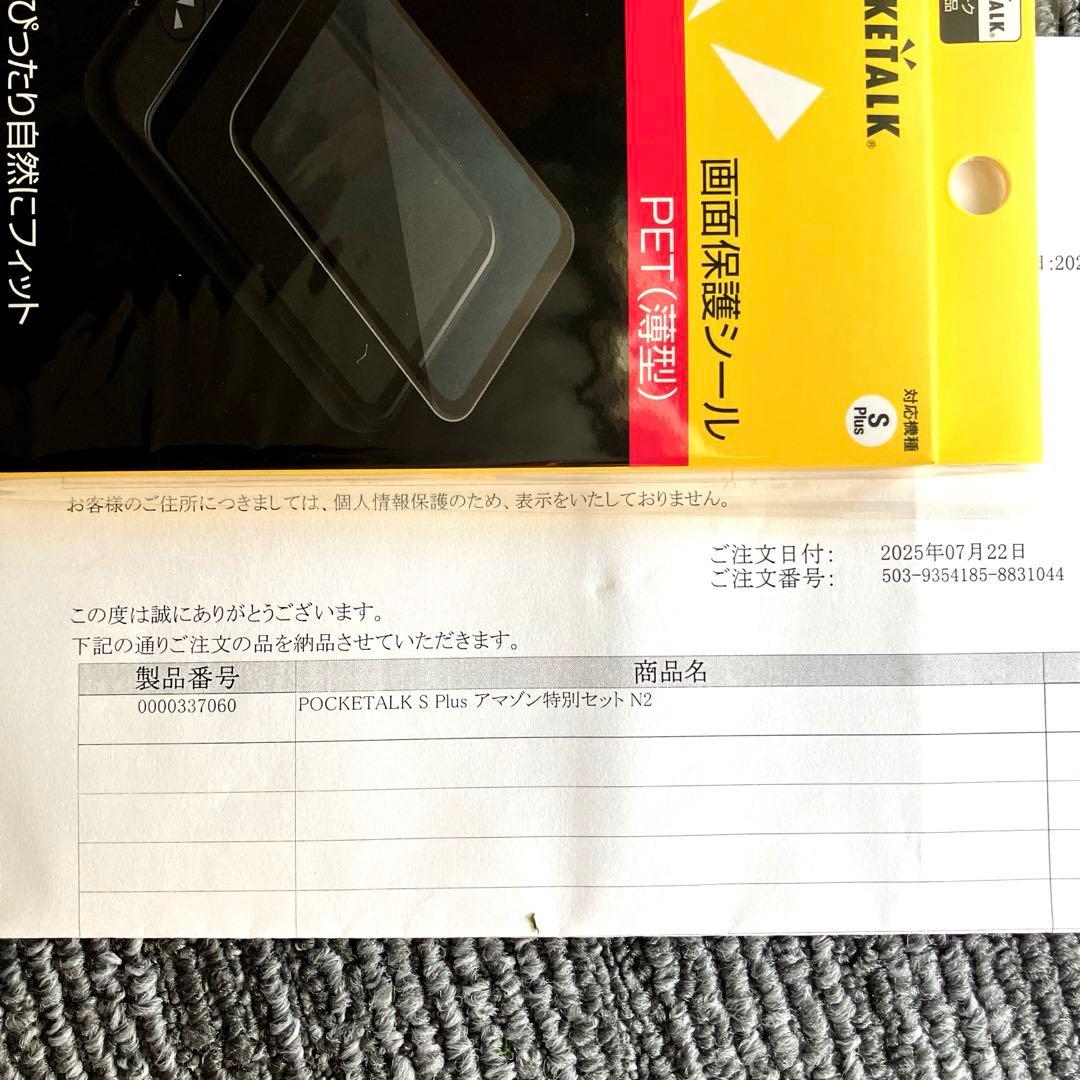 ぴったり自然にフィット
KETALK®
画面保護シール
PET(薄型)
対応機種
S
Plus
ALK®
お客様のご住所につきましては、個人情報保護のため、表示をいたしておりません。
ご注文日付: 2025年07月22日
ご注文番号: 503-9354185-8831044
この度は誠にありがとうございます。
下記の通りご注文の品を納品させていただきます。
製品番号 商品名
0000337060 POCKETALK S Plus アマゾン特別セット N2